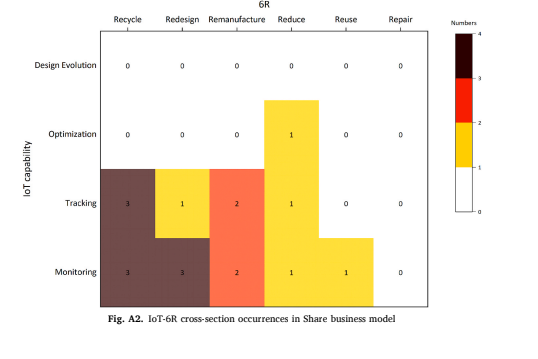 6R
Recycle Redesign Remanufacture Reduce Reuse Repair
Numbers
4
3
2
1
0
IoT capability
Design Evolution 0 0 0 0 0 0
Optimization 0 0 0 1 0 0
Tracking 3 1 2 1 0 0
Monitoring 3 3 2 1 1 0
Fig. A2. IoT-6R cross-section occurrences in Share business model